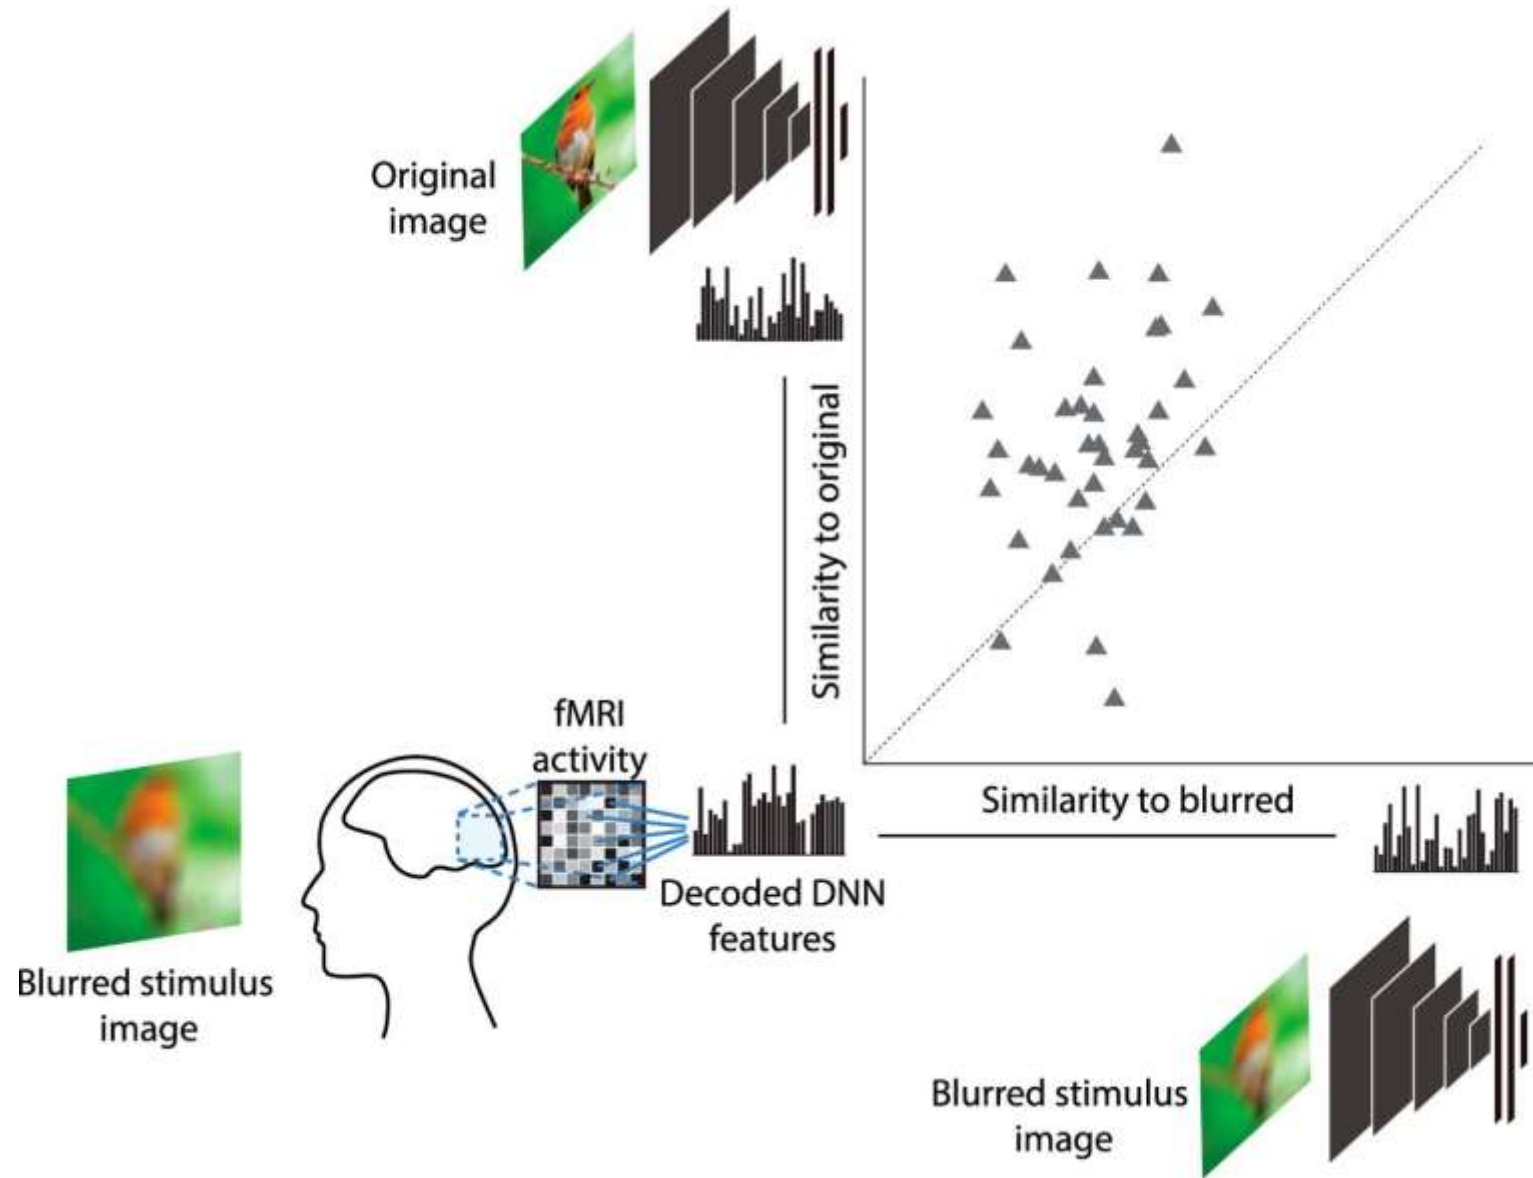 Original
image
Similarity to original
fMRI
activity
Similarity to blurred
Decoded DNN
features
Blurred stimulus
image
Blurred stimulus
image